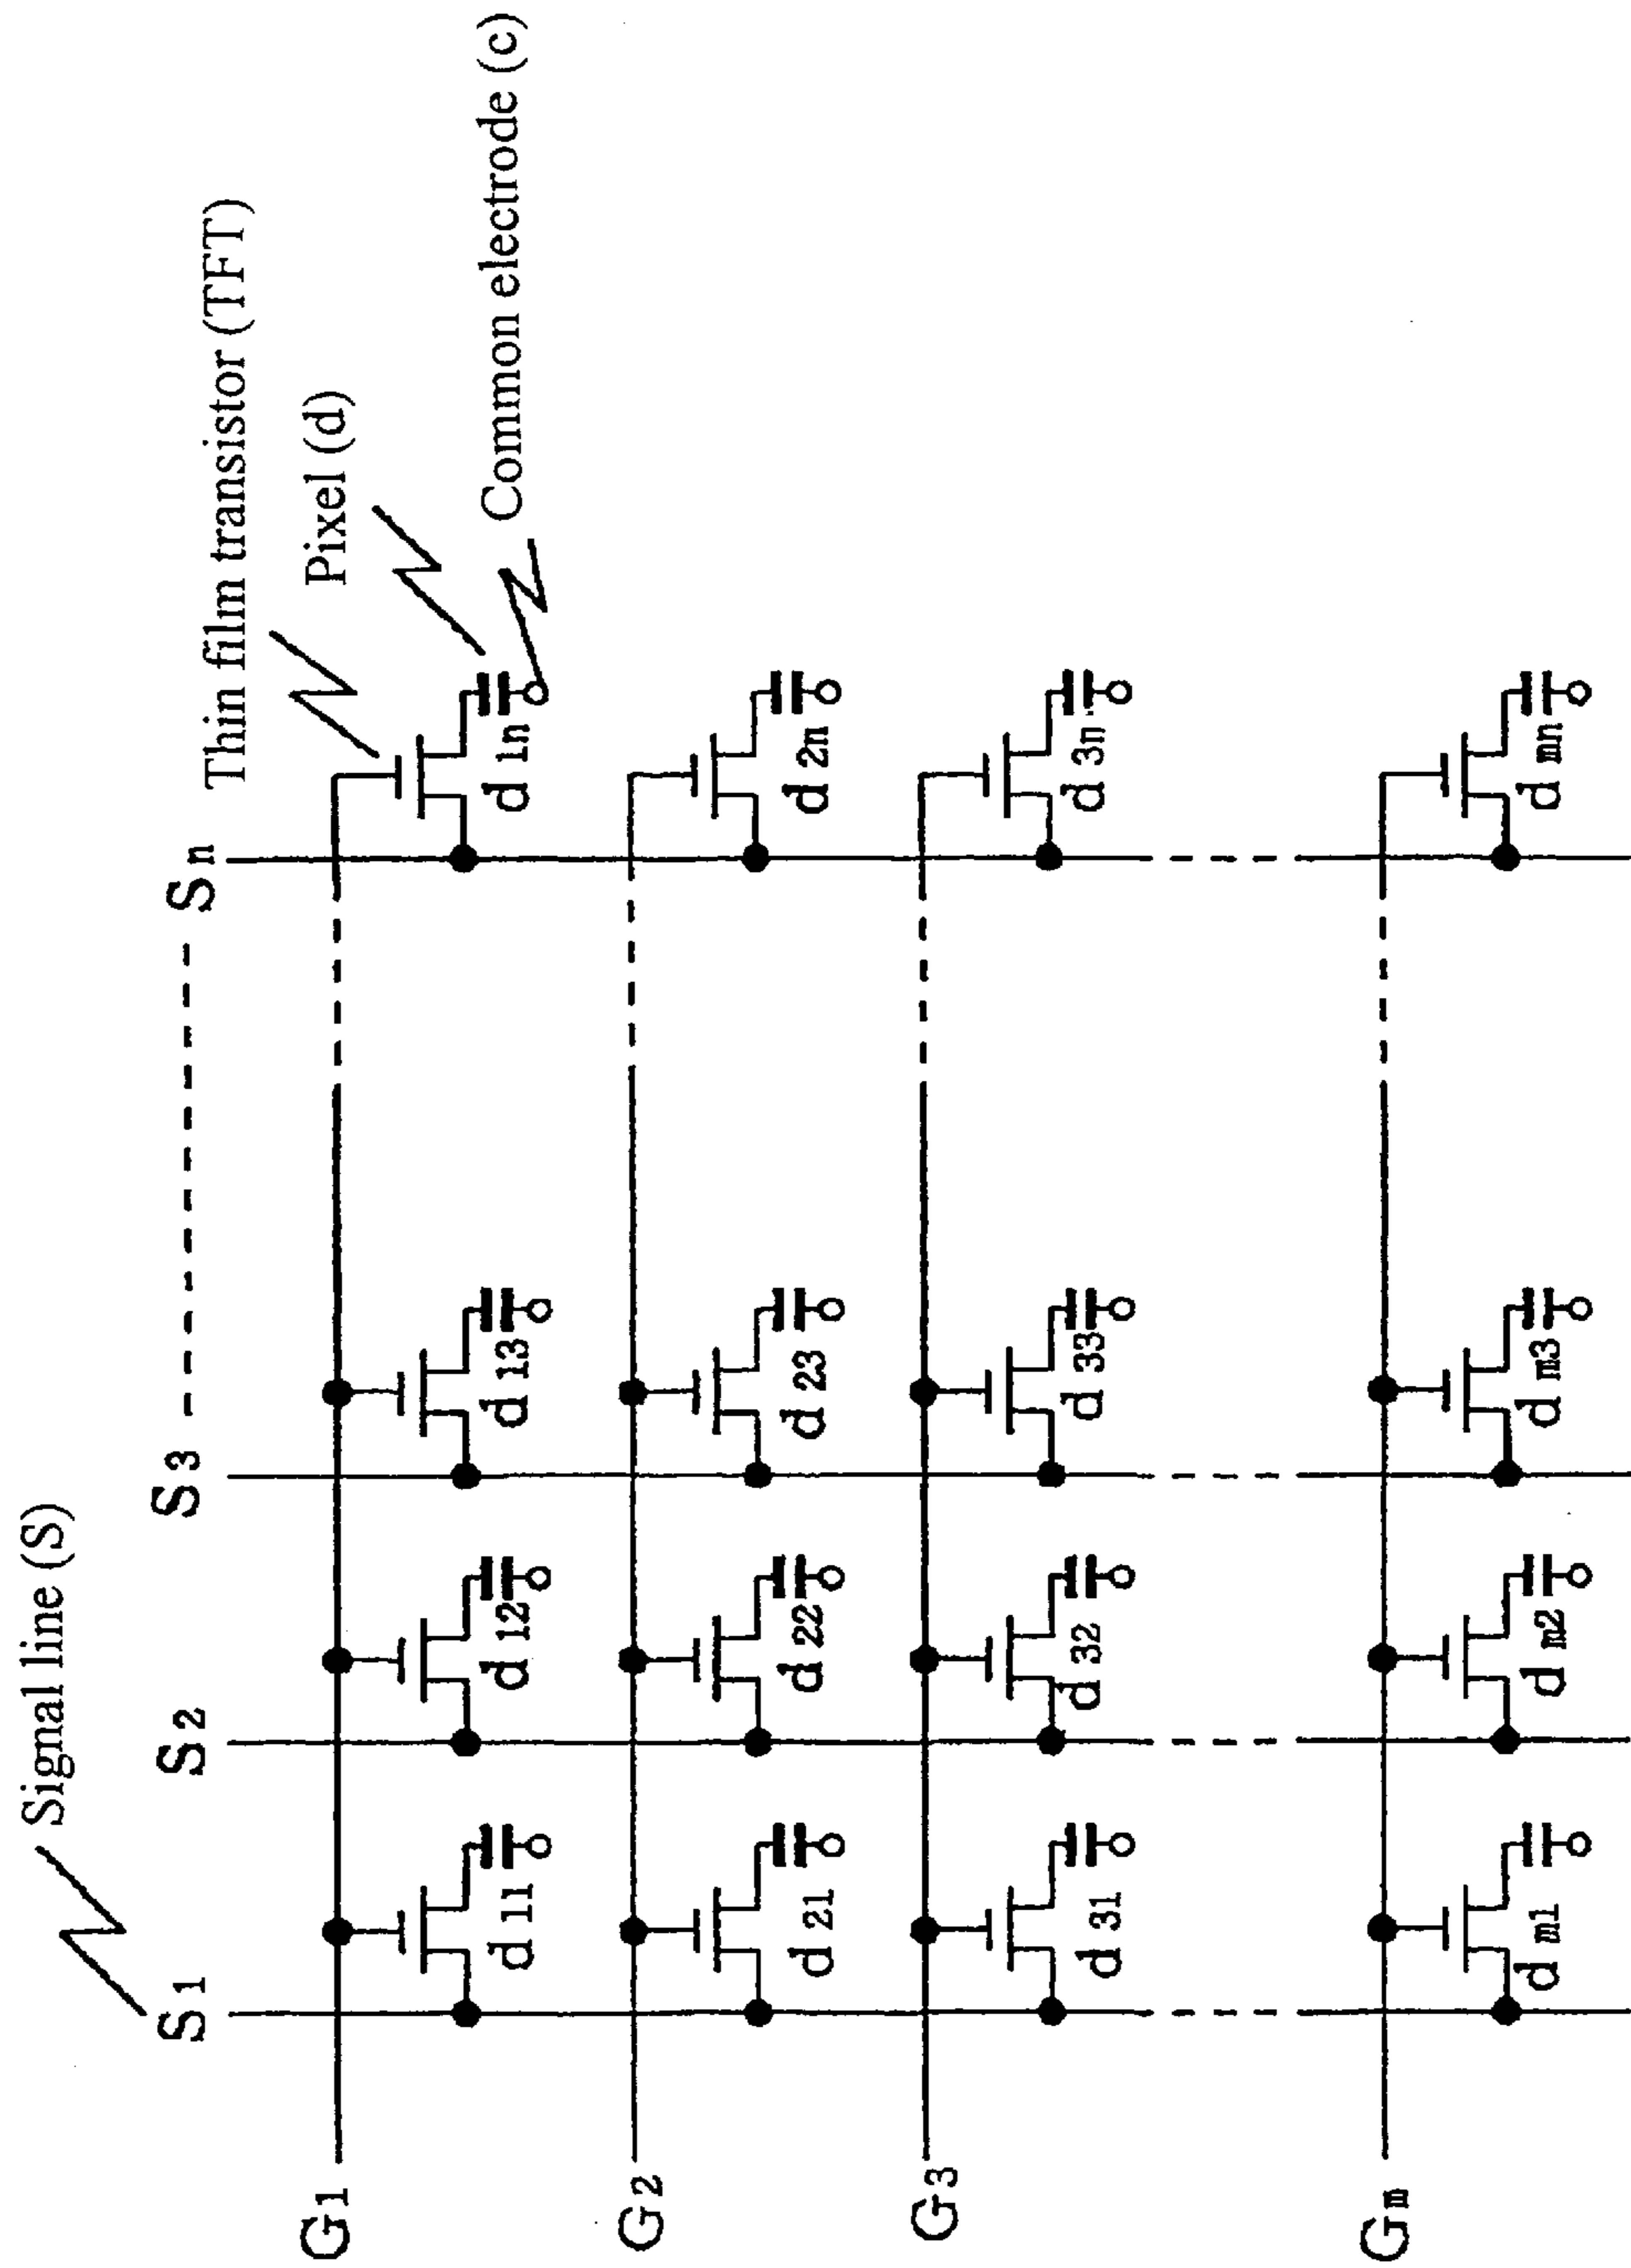 Signal line (S)
S1
S2
S3
Sn
Thin film transistor (TFT)
Pixel (d)
Common electrode (c)
G1
d 11
d 12
d 13
d 1n
G2
d 21
d 22
d 23
d 2n
G3
d 31
d 32
d 33
d 3n
Gm
d m1
d m2
d m3
d mn